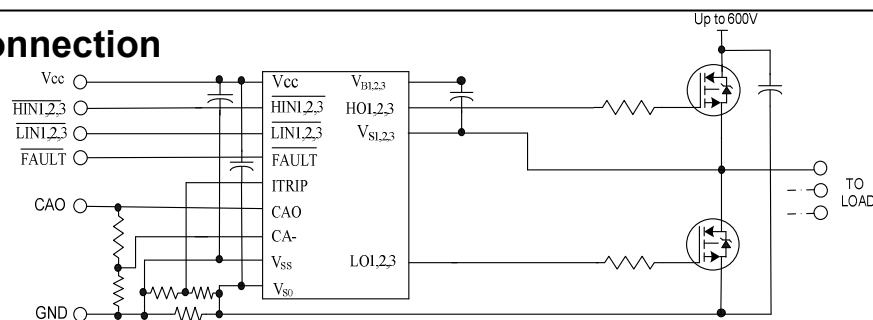 onnection
Up to 600V
Vcc
HIN1,2,3
LIN1,2,3
FAULT
CAO
GND
Vcc
HIN1,2,3
LIN1,2,3
FAULT
ITRIP
CAO
CA-
VSS
VS0
VB1,2,3
HO1,2,3
VS1,2,3
LO1,2,3
TO
LOAD